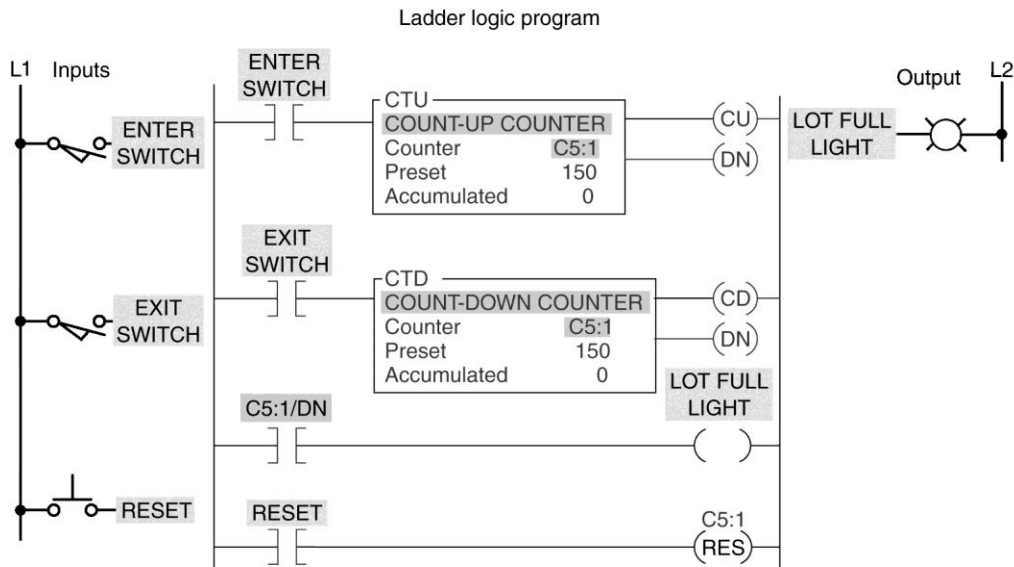 Ladder logic program
L1 Inputs
Output L2
ENTER
SWITCH
ENTER
SWITCH
CTU
COUNT-UP COUNTER
Counter C5:1
Preset 150
Accumulated 0
CU
DN
LOT FULL
LIGHT
EXIT
SWITCH
EXIT
SWITCH
CTD
COUNT-DOWN COUNTER
Counter C5:1
Preset 150
Accumulated 0
CD
DN
C5:1/DN
LOT FULL
LIGHT
RESET
RESET
C5:1
RES